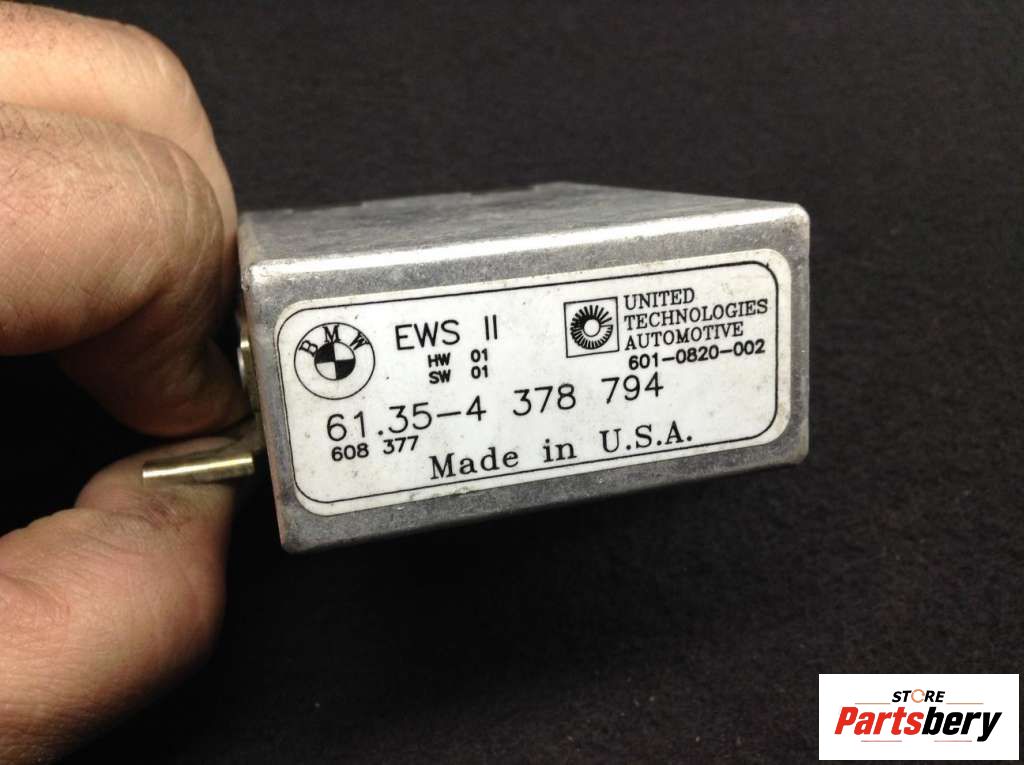 BMW
EWS II
HW 01
SW 01
UNITED
TECHNOLOGIES
AUTOMOTIVE
601-0820-002
61.35-4 378 794
608 377
Made in U.S.A.
STORE
Partsbery